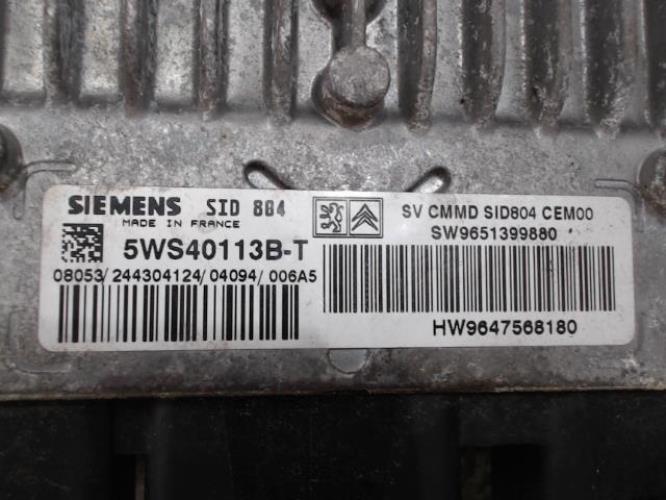 SIEMENS SID 804
MADE IN FRANCE
5WS40113B-T
08053/244304124/04094/006A5
SV CMMD SID804 CEM00
SW9651399880
HW9647568180